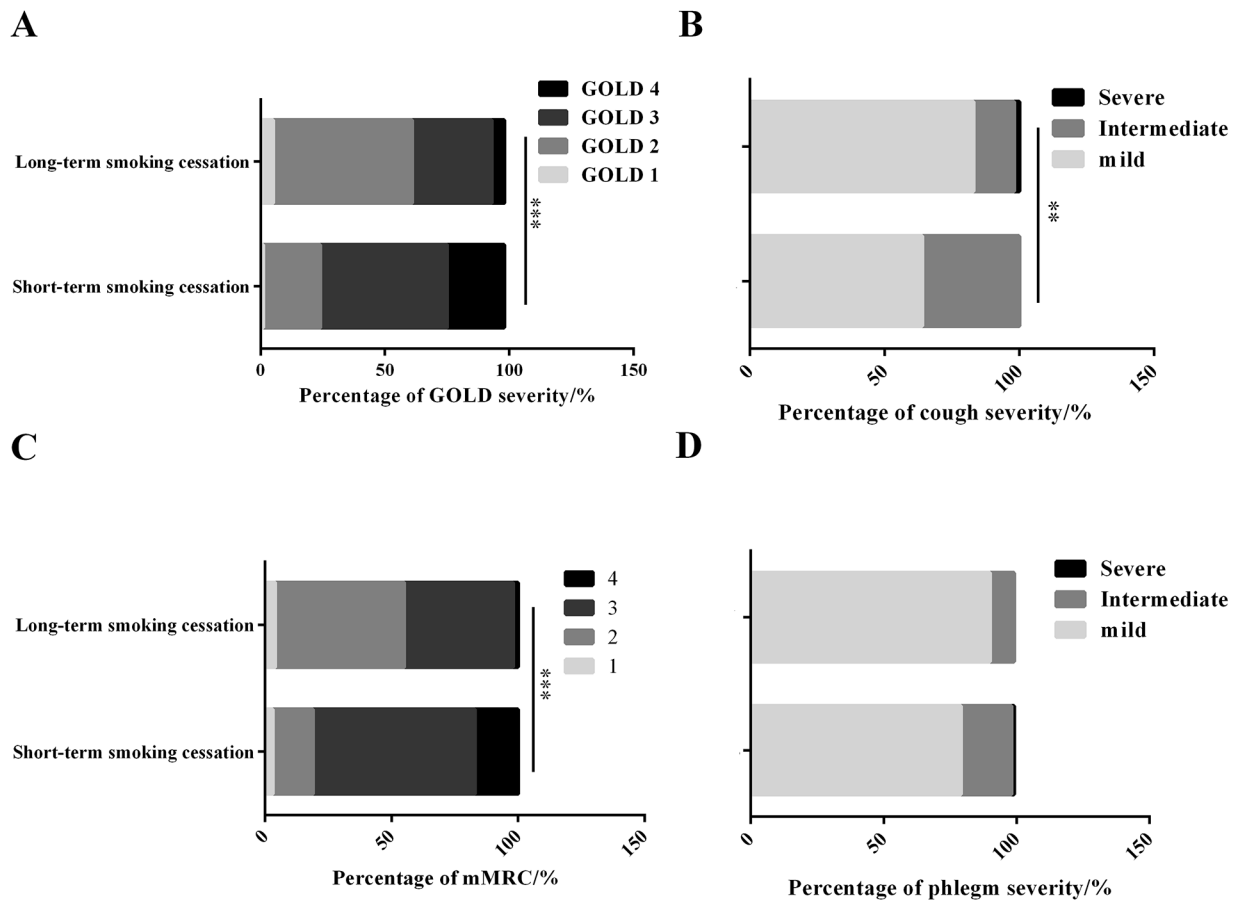 A
GOLD 4
GOLD 3
GOLD 2
GOLD 1
Long-term smoking cessation
Short-term smoking cessation
***
0 50 100 150
Percentage of GOLD severity/%
B
Severe
Intermediate
mild
**
0 50 100 150
Percentage of cough severity/%
C
4
3
2
1
Long-term smoking cessation
Short-term smoking cessation
***
0 50 100 150
Percentage of mMRC/%
D
Severe
Intermediate
mild
0 50 100 150
Percentage of phlegm severity/%